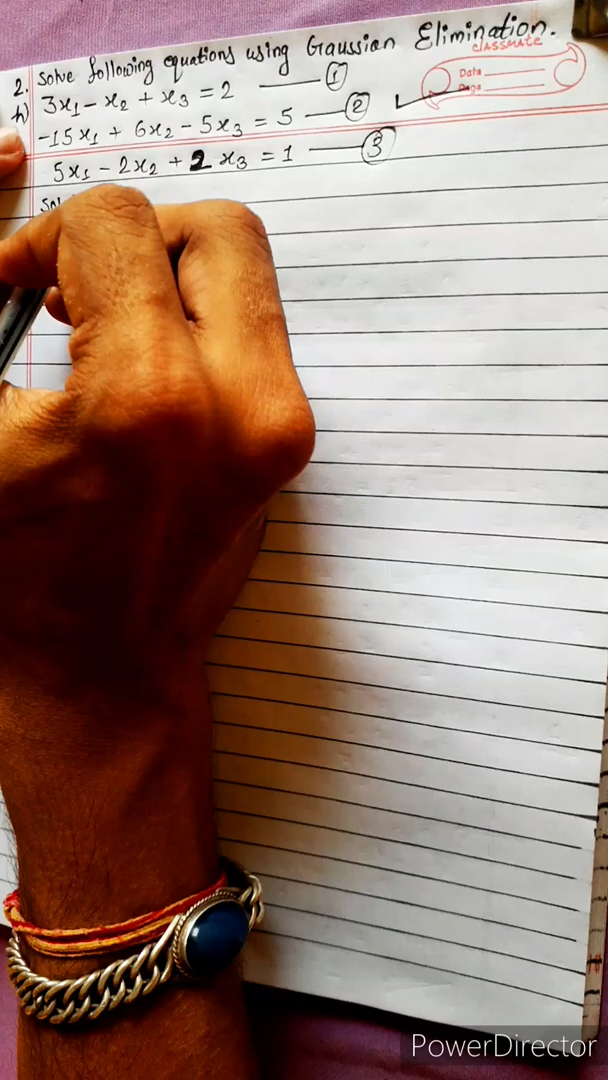 2. Solve following equations using Gaussian Elimination.
h) 3x₁ - x₂ + x₃ = 2 —— ①
-15x₁ + 6x₂ - 5x₃ = 5 —— ②
5x₁ - 2x₂ + 2x₃ = 1 —— ③
classmate
Date
Page
PowerDirector